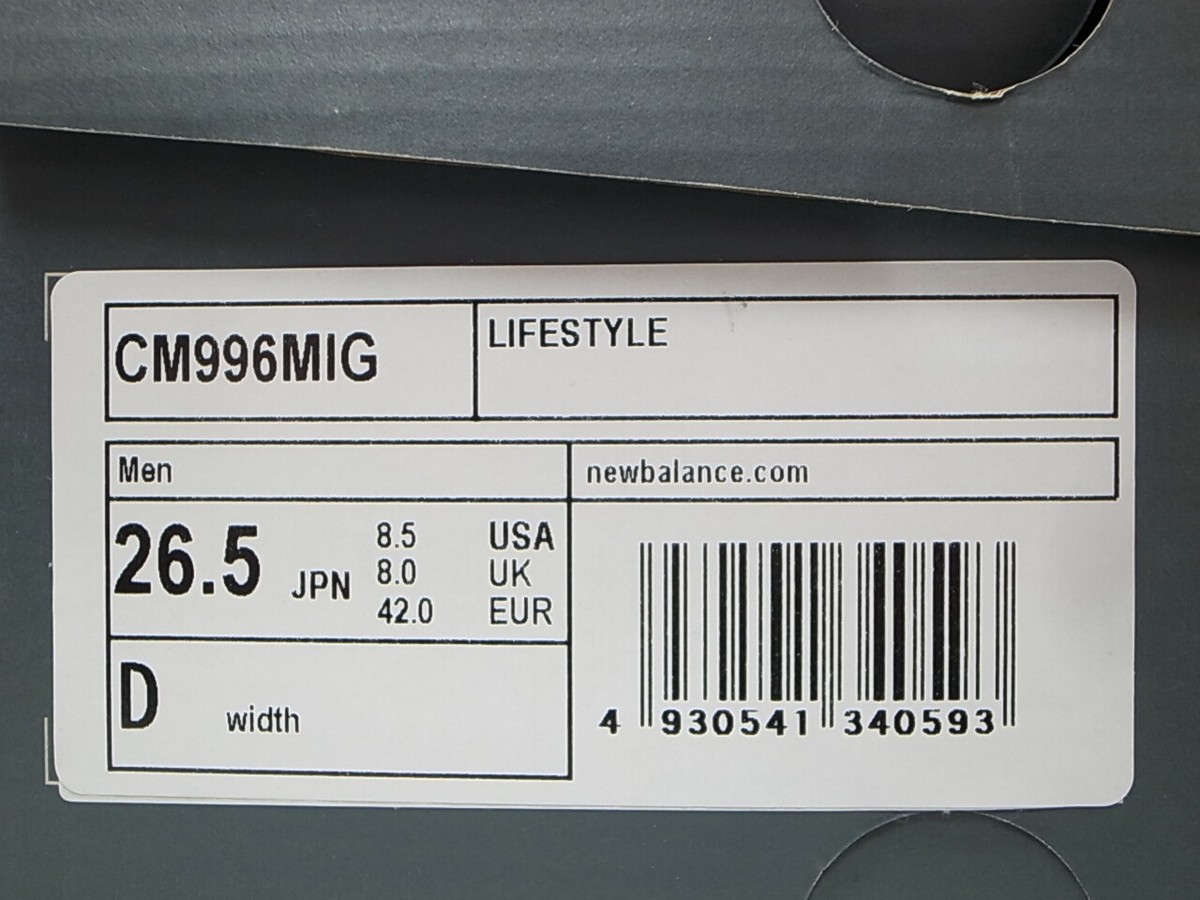 CM996MIG
LIFESTYLE
Men
newbalance.com
26.5 JPN
8.5 USA
8.0 UK
42.0 EUR
D width
4 930541 340593